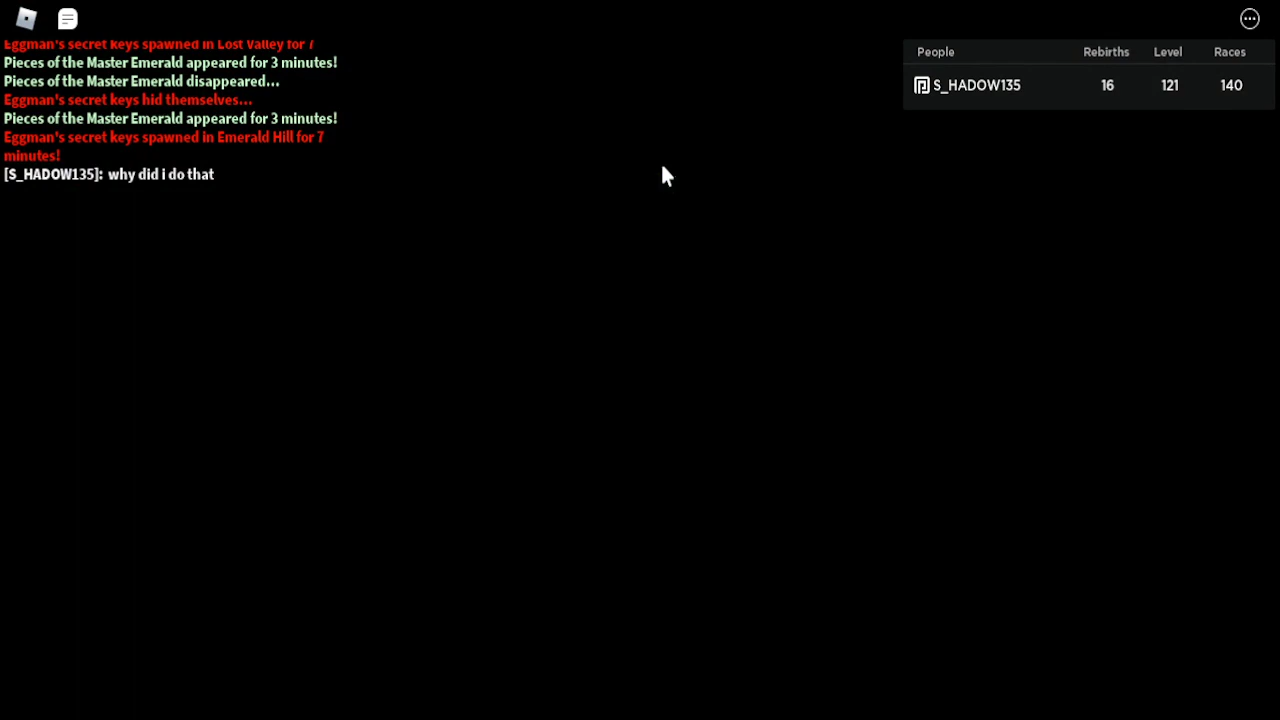 Eggman's secret keys spawned in Lost Valley for 7
Pieces of the Master Emerald appeared for 3 minutes!
Pieces of the Master Emerald disappeared...
Eggman's secret keys hid themselves...
Pieces of the Master Emerald appeared for 3 minutes!
Eggman's secret keys spawned in Emerald Hill for 7
minutes!
[S_HADOW135]: why did i do that
People Rebirths Level Races
S_HADOW135 16 121 140